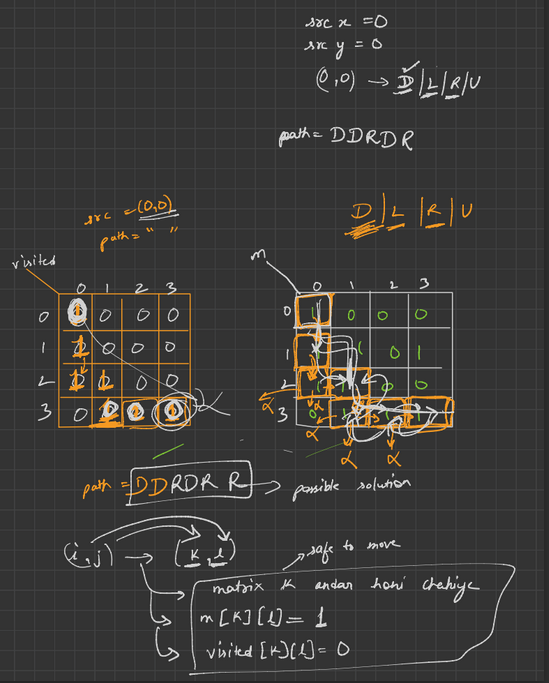 src x = 0
src y = 0
(0,0) → D|L|R|U
path = DDRDR
src = (0,0)
path = " "
D|L|R|U
visited
m
0 1 2 3
0 1 0 0 0
1 1 0 0 0
2 1 1 0 0
3 0 1 1 1
0 1 2 3
0 1 0 0 0
1 1 1 0 1
2 1 1 0 0
3 0 1 1 1
α α α α α
path = DDRDR R → possible solution
(i,j) → (k,l)
→ safe to move
matrix k andar honi chahiye
m[k][l] = 1
visited[k][l] = 0